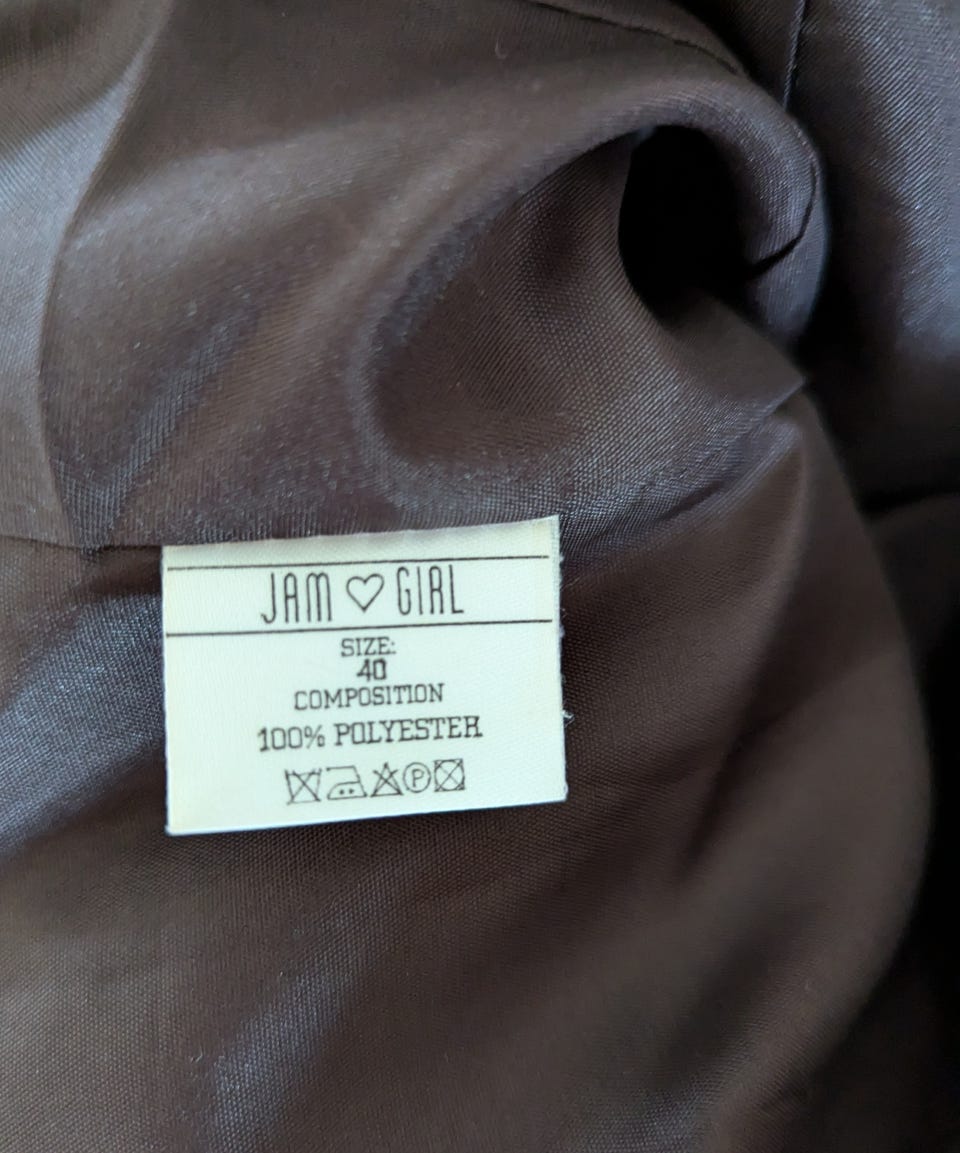 JAM ♡ GIRL
SIZE:
40
COMPOSITION
100% POLYESTER
P